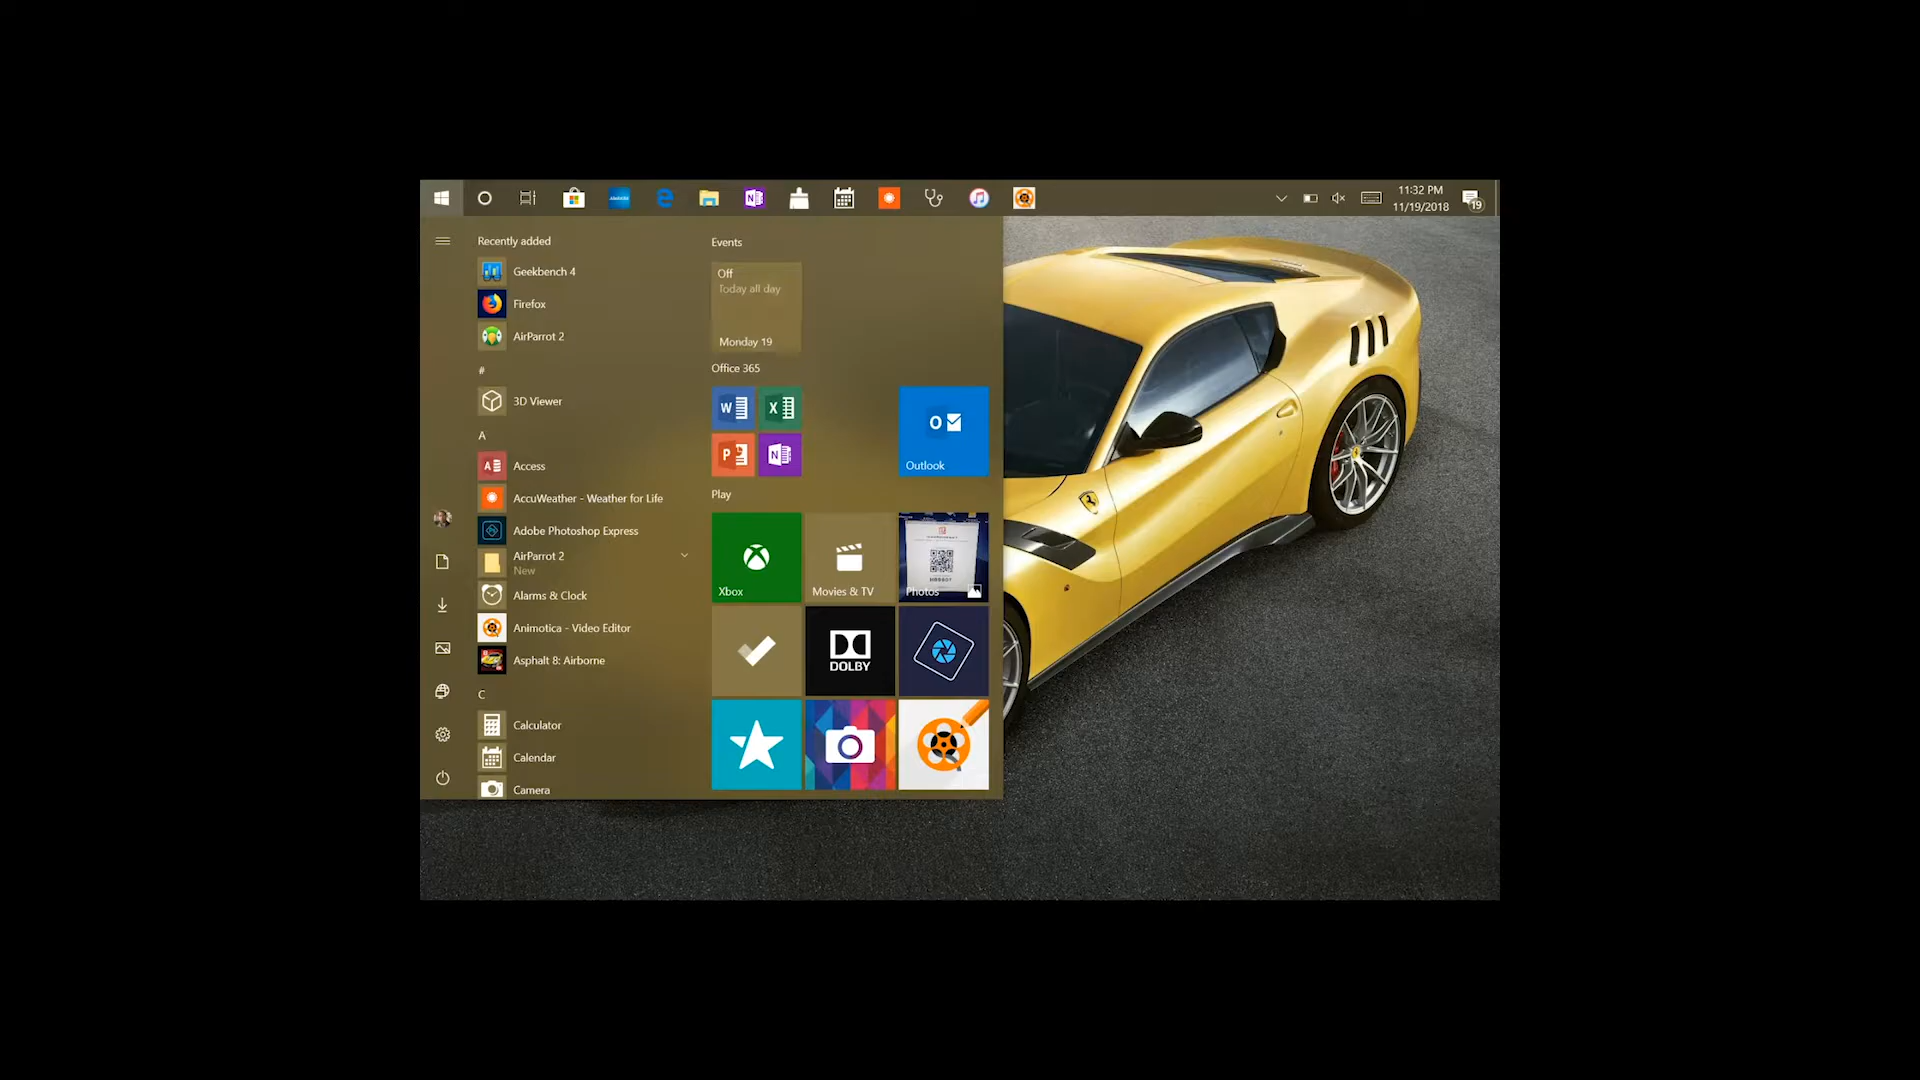 11:32 PM
11/19/2018
19
Recently added
Geekbench 4
Firefox
AirParrot 2
#
3D Viewer
A
Access
AccuWeather - Weather for Life
Adobe Photoshop Express
AirParrot 2
New
Alarms & Clock
Animotica - Video Editor
Asphalt 8: Airborne
C
Calculator
Calendar
Camera
Events
Off
Today all day
Monday 19
Office 365
W
X
P
N
O
Outlook
Play
Xbox
Movies & TV
Photos
DOLBY